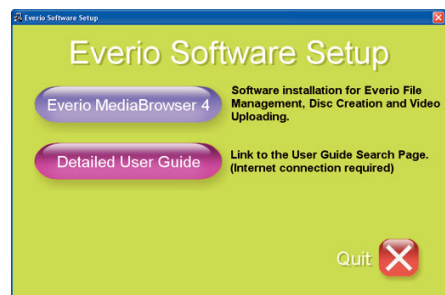 Everio Software Setup
Everio Software Setup
Everio MediaBrowser 4
Software installation for Everio File
Management, Disc Creation and Video
Uploading.
Detailed User Guide
Link to the User Guide Search Page.
(Internet connection required)
Quit